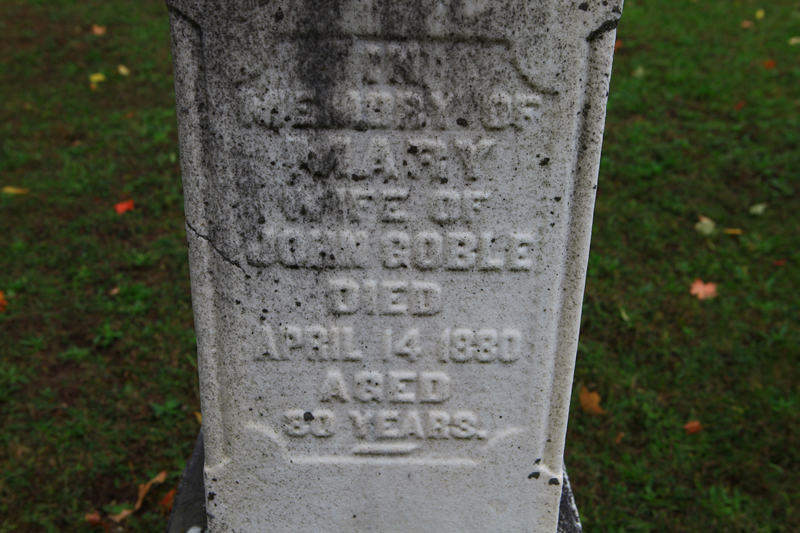 IN
MEMORY OF
MARY
WIFE OF
JOHN GOBLE
DIED
APRIL 14 1880
AGED
80 YEARS.